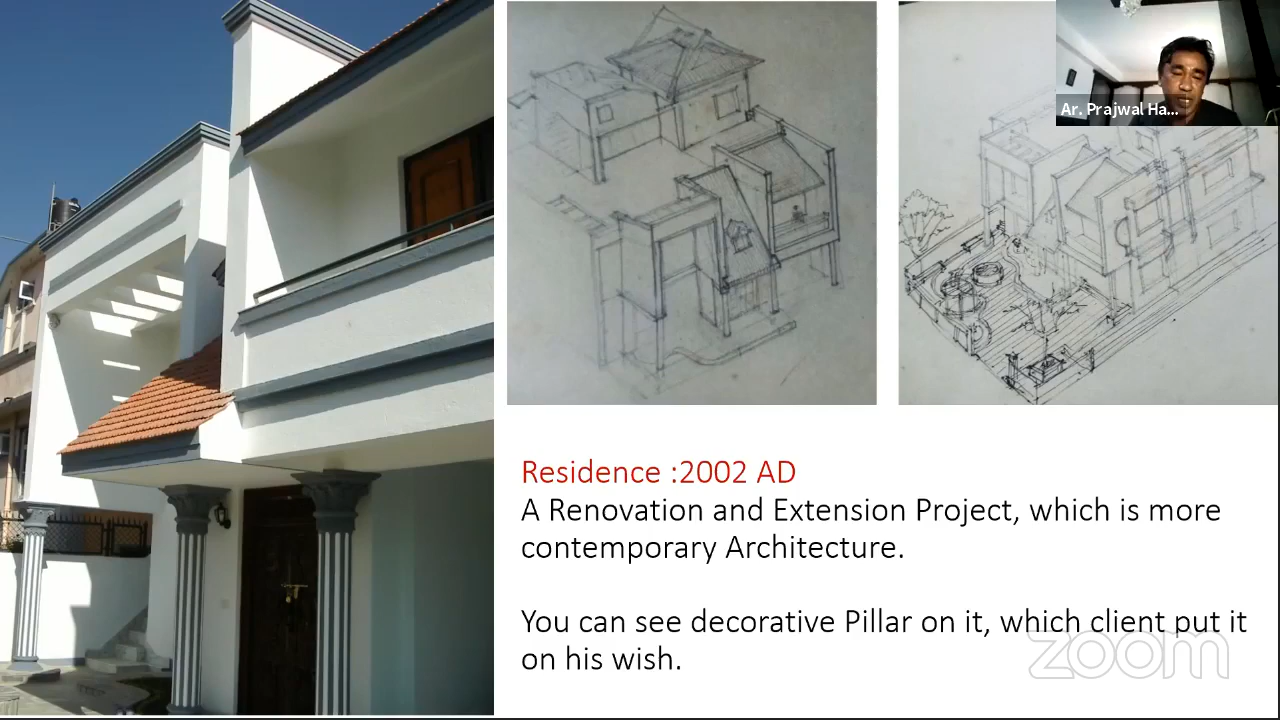 Ar. Prajwal Ha...
Residence :2002 AD
A Renovation and Extension Project, which is more
contemporary Architecture.
You can see decorative Pillar on it, which client put it
on his wish.
zoom